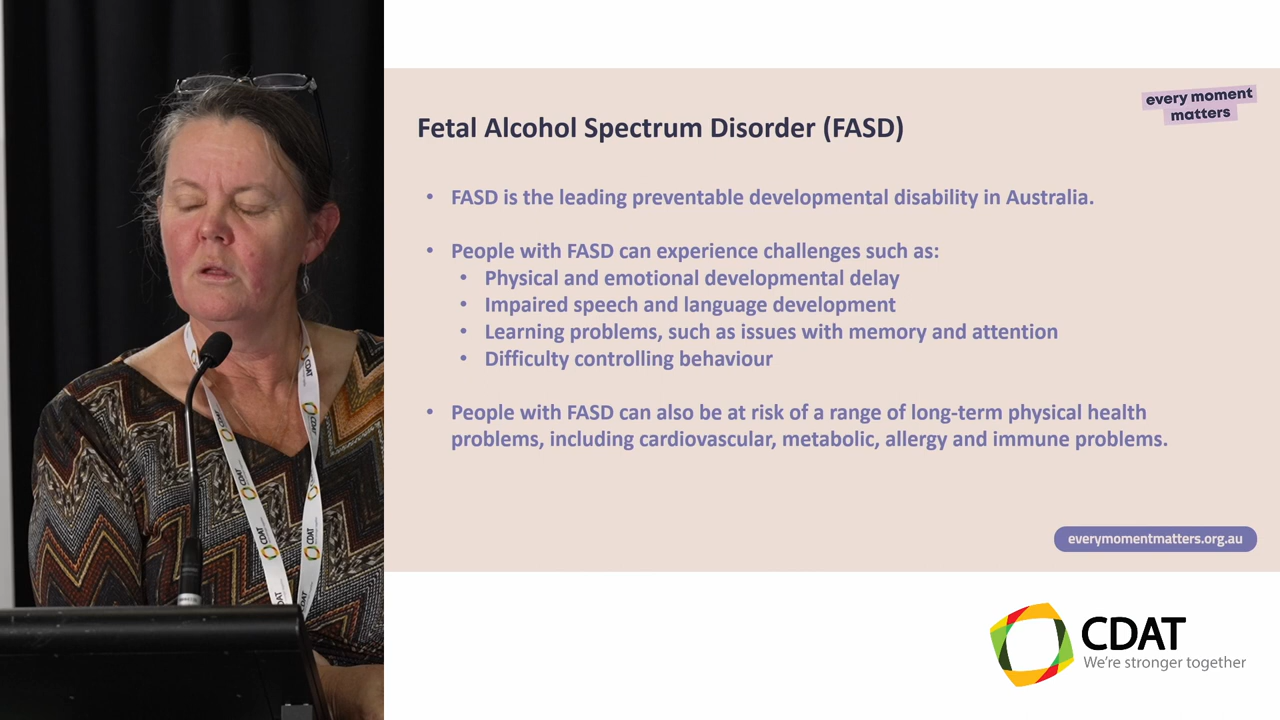 every moment
matters
Fetal Alcohol Spectrum Disorder (FASD)
• FASD is the leading preventable developmental disability in Australia.
• People with FASD can experience challenges such as:
• Physical and emotional developmental delay
• Impaired speech and language development
• Learning problems, such as issues with memory and attention
• Difficulty controlling behaviour
• People with FASD can also be at risk of a range of long-term physical health
problems, including cardiovascular, metabolic, allergy and immune problems.
everymomentmatters.org.au
CDAT
We're stronger together
CDAT
CDAT
CDAT